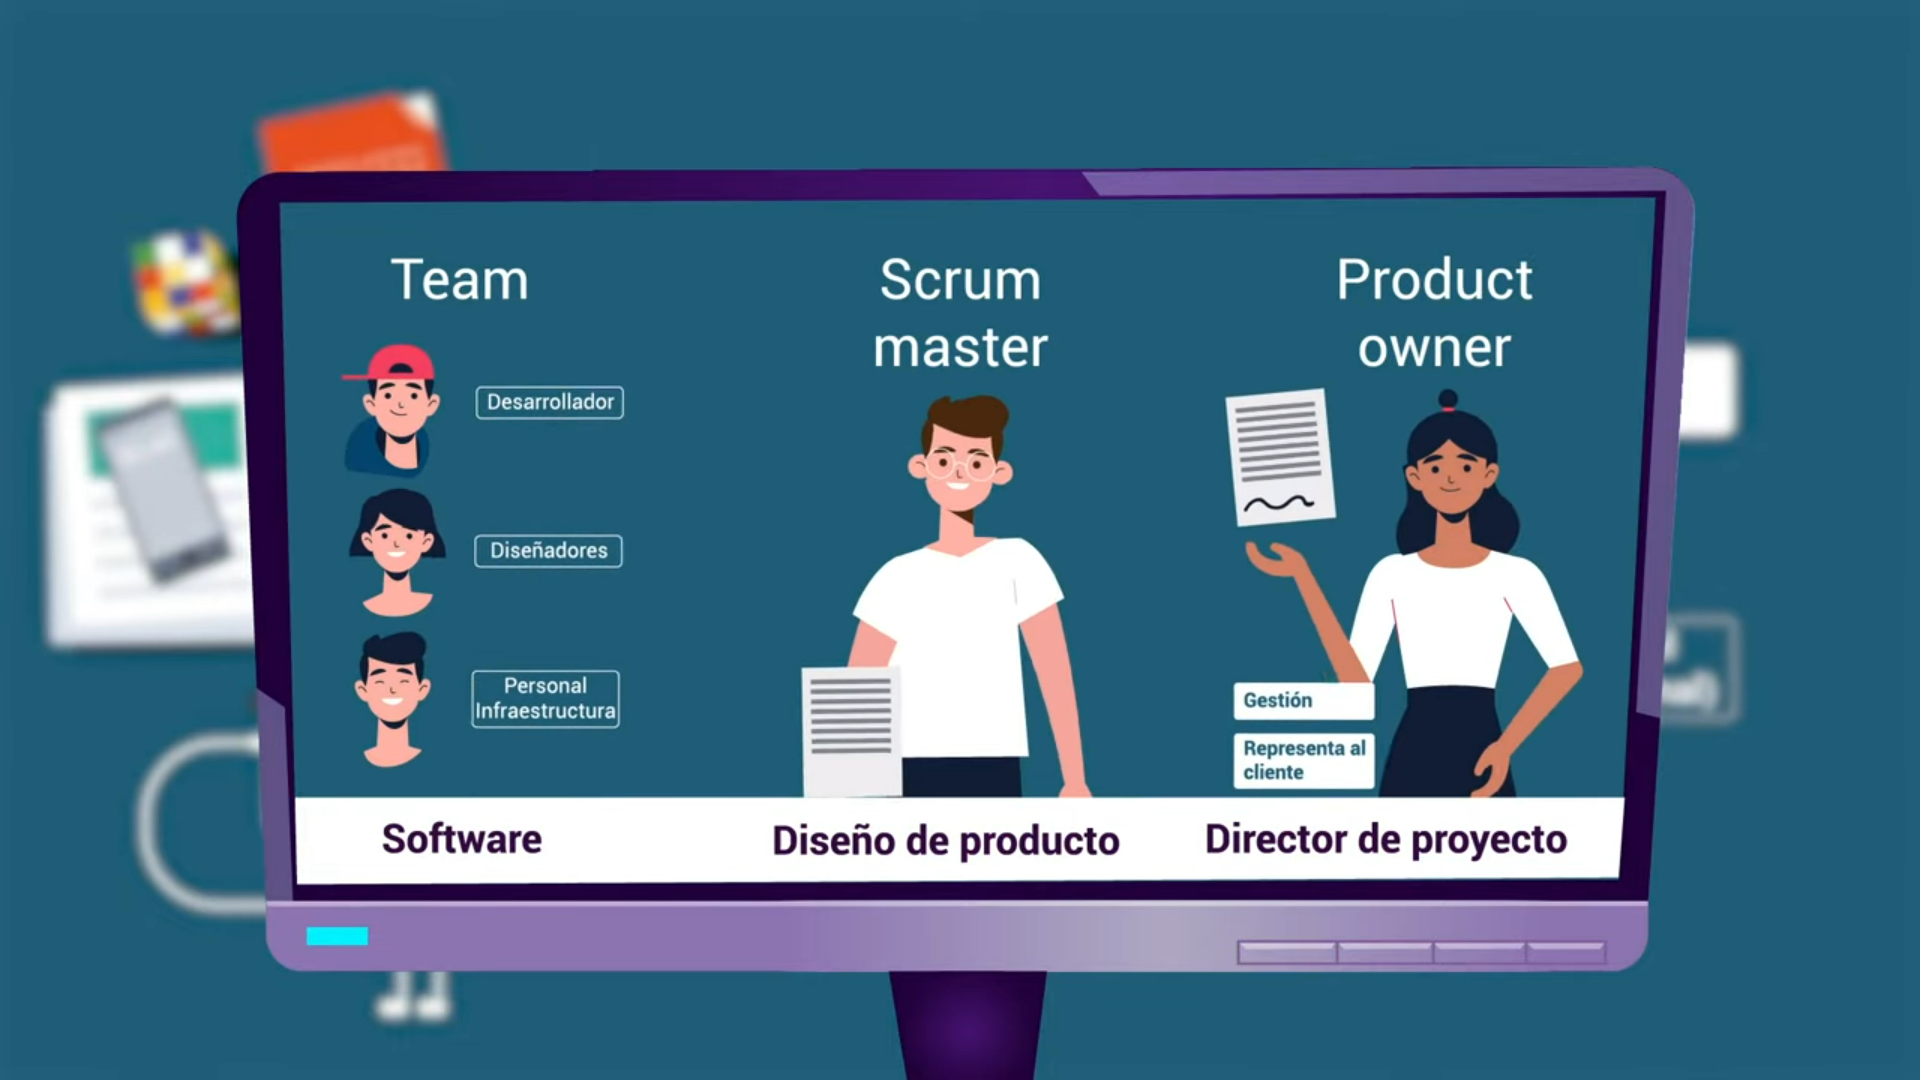 Team
Scrum
master
Product
owner
Desarrollador
Diseñadores
Personal
Infraestructura
Gestión
Representa al
cliente
Software
Diseño de producto
Director de proyecto